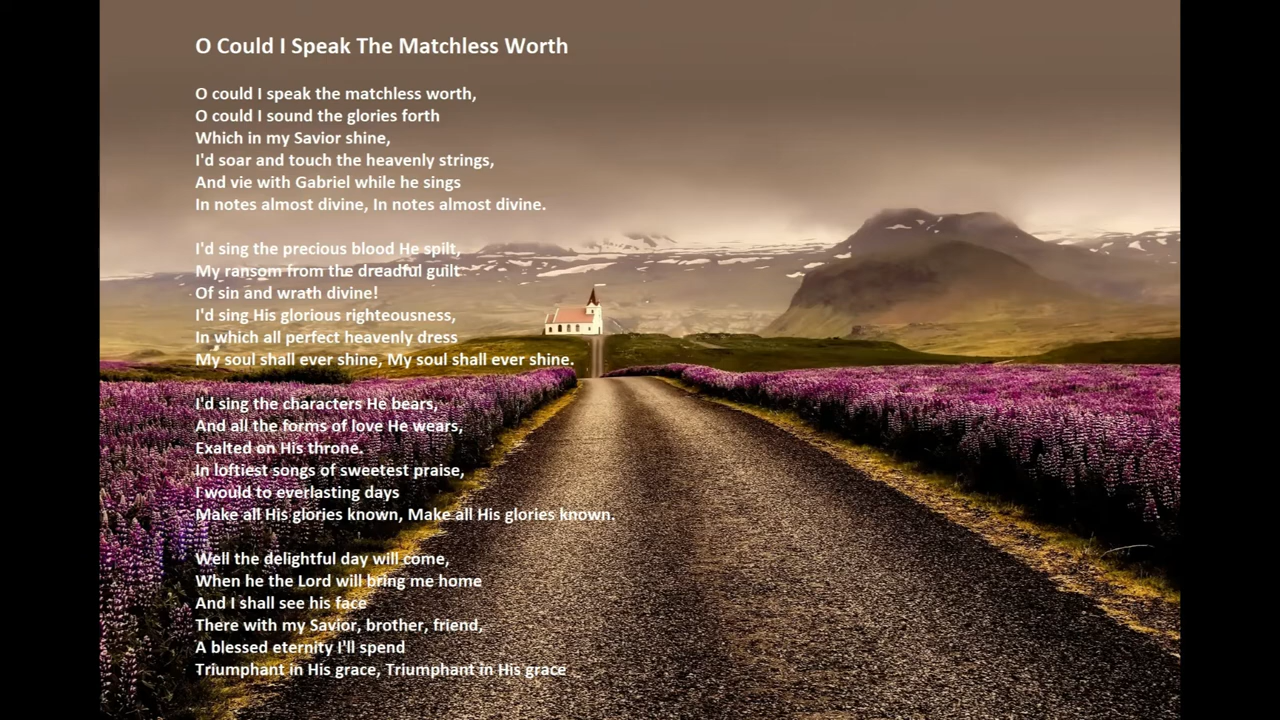 O Could I Speak The Matchless Worth
O could I speak the matchless worth,
O could I sound the glories forth
Which in my Savior shine,
I'd soar and touch the heavenly strings,
And vie with Gabriel while he sings
In notes almost divine, In notes almost divine.
I'd sing the precious blood He spilt,
My ransom from the dreadful guilt
Of sin and wrath divine!
I'd sing His glorious righteousness,
In which all perfect heavenly dress
My soul shall ever shine, My soul shall ever shine.
I'd sing the characters He bears,
And all the forms of love He wears,
Exalted on His throne.
In loftiest songs of sweetest praise,
I would to everlasting days
Make all His glories known, Make all His glories known.
Well the delightful day will come,
When he the Lord will bring me home
And I shall see his face
There with my Savior, brother, friend,
A blessed eternity I'll spend
Triumphant in His grace, Triumphant in His grace